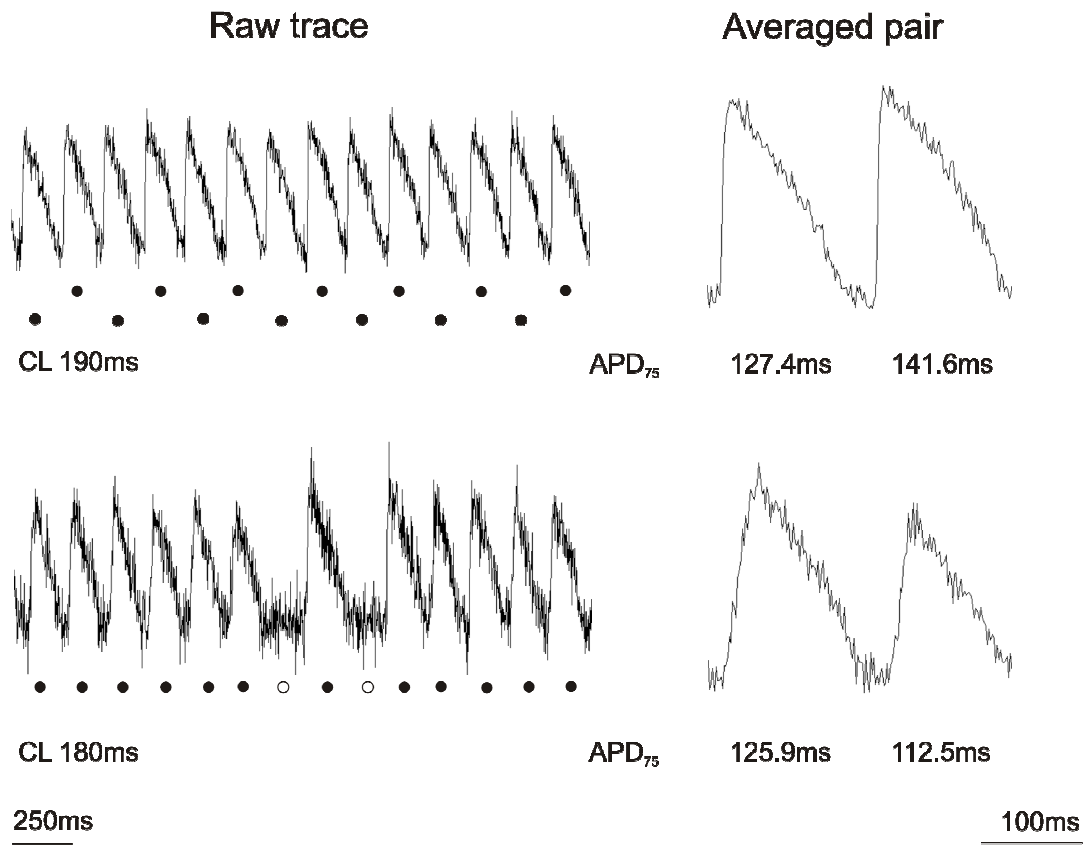 Raw trace
Averaged pair
CL 190ms
APD75 127.4ms 141.6ms
CL 180ms
APD75 125.9ms 112.5ms
250ms
100ms